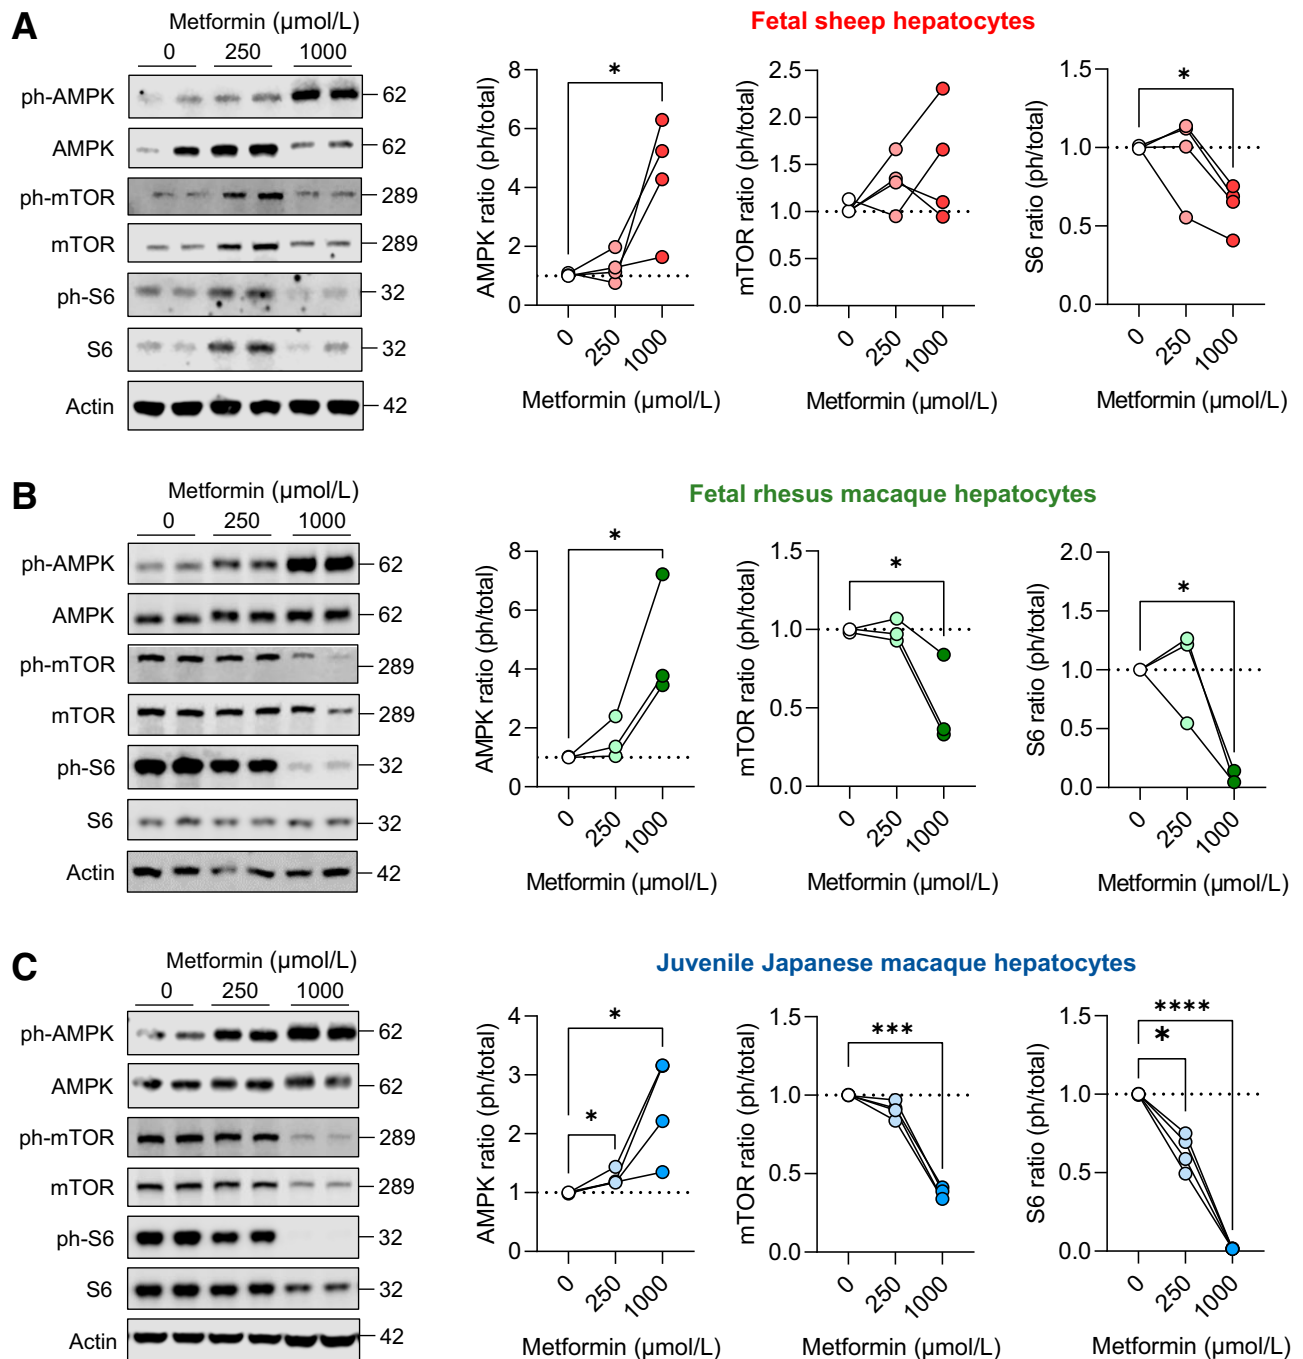 A
Metformin (µmol/L)
0 250 1000
ph-AMPK 62
AMPK 62
ph-mTOR 289
mTOR 289
ph-S6 32
S6 32
Actin 42
Fetal sheep hepatocytes
AMPK ratio (ph/total)
8
6
4
2
0
*
0 250 1000
Metformin (µmol/L)
mTOR ratio (ph/total)
2.5
2.0
1.5
1.0
0.5
0.0
0 250 1000
Metformin (µmol/L)
S6 ratio (ph/total)
1.5
1.0
0.5
0.0
*
0 250 1000
Metformin (µmol/L)
B
Metformin (µmol/L)
0 250 1000
ph-AMPK 62
AMPK 62
ph-mTOR 289
mTOR 289
ph-S6 32
S6 32
Actin 42
Fetal rhesus macaque hepatocytes
AMPK ratio (ph/total)
8
6
4
2
0
*
0 250 1000
Metformin (µmol/L)
mTOR ratio (ph/total)
1.5
1.0
0.5
0.0
*
0 250 1000
Metformin (µmol/L)
S6 ratio (ph/total)
2.0
1.5
1.0
0.5
0.0
*
0 250 1000
Metformin (µmol/L)
C
Metformin (µmol/L)
0 250 1000
ph-AMPK 62
AMPK 62
ph-mTOR 289
mTOR 289
ph-S6 32
S6 32
Actin 42
Juvenile Japanese macaque hepatocytes
AMPK ratio (ph/total)
4
3
2
1
0
*
*
0 250 1000
Metformin (µmol/L)
mTOR ratio (ph/total)
1.5
1.0
0.5
0.0
***
0 250 1000
Metformin (µmol/L)
S6 ratio (ph/total)
1.5
1.0
0.5
0.0
****
*
0 250 1000
Metformin (µmol/L)